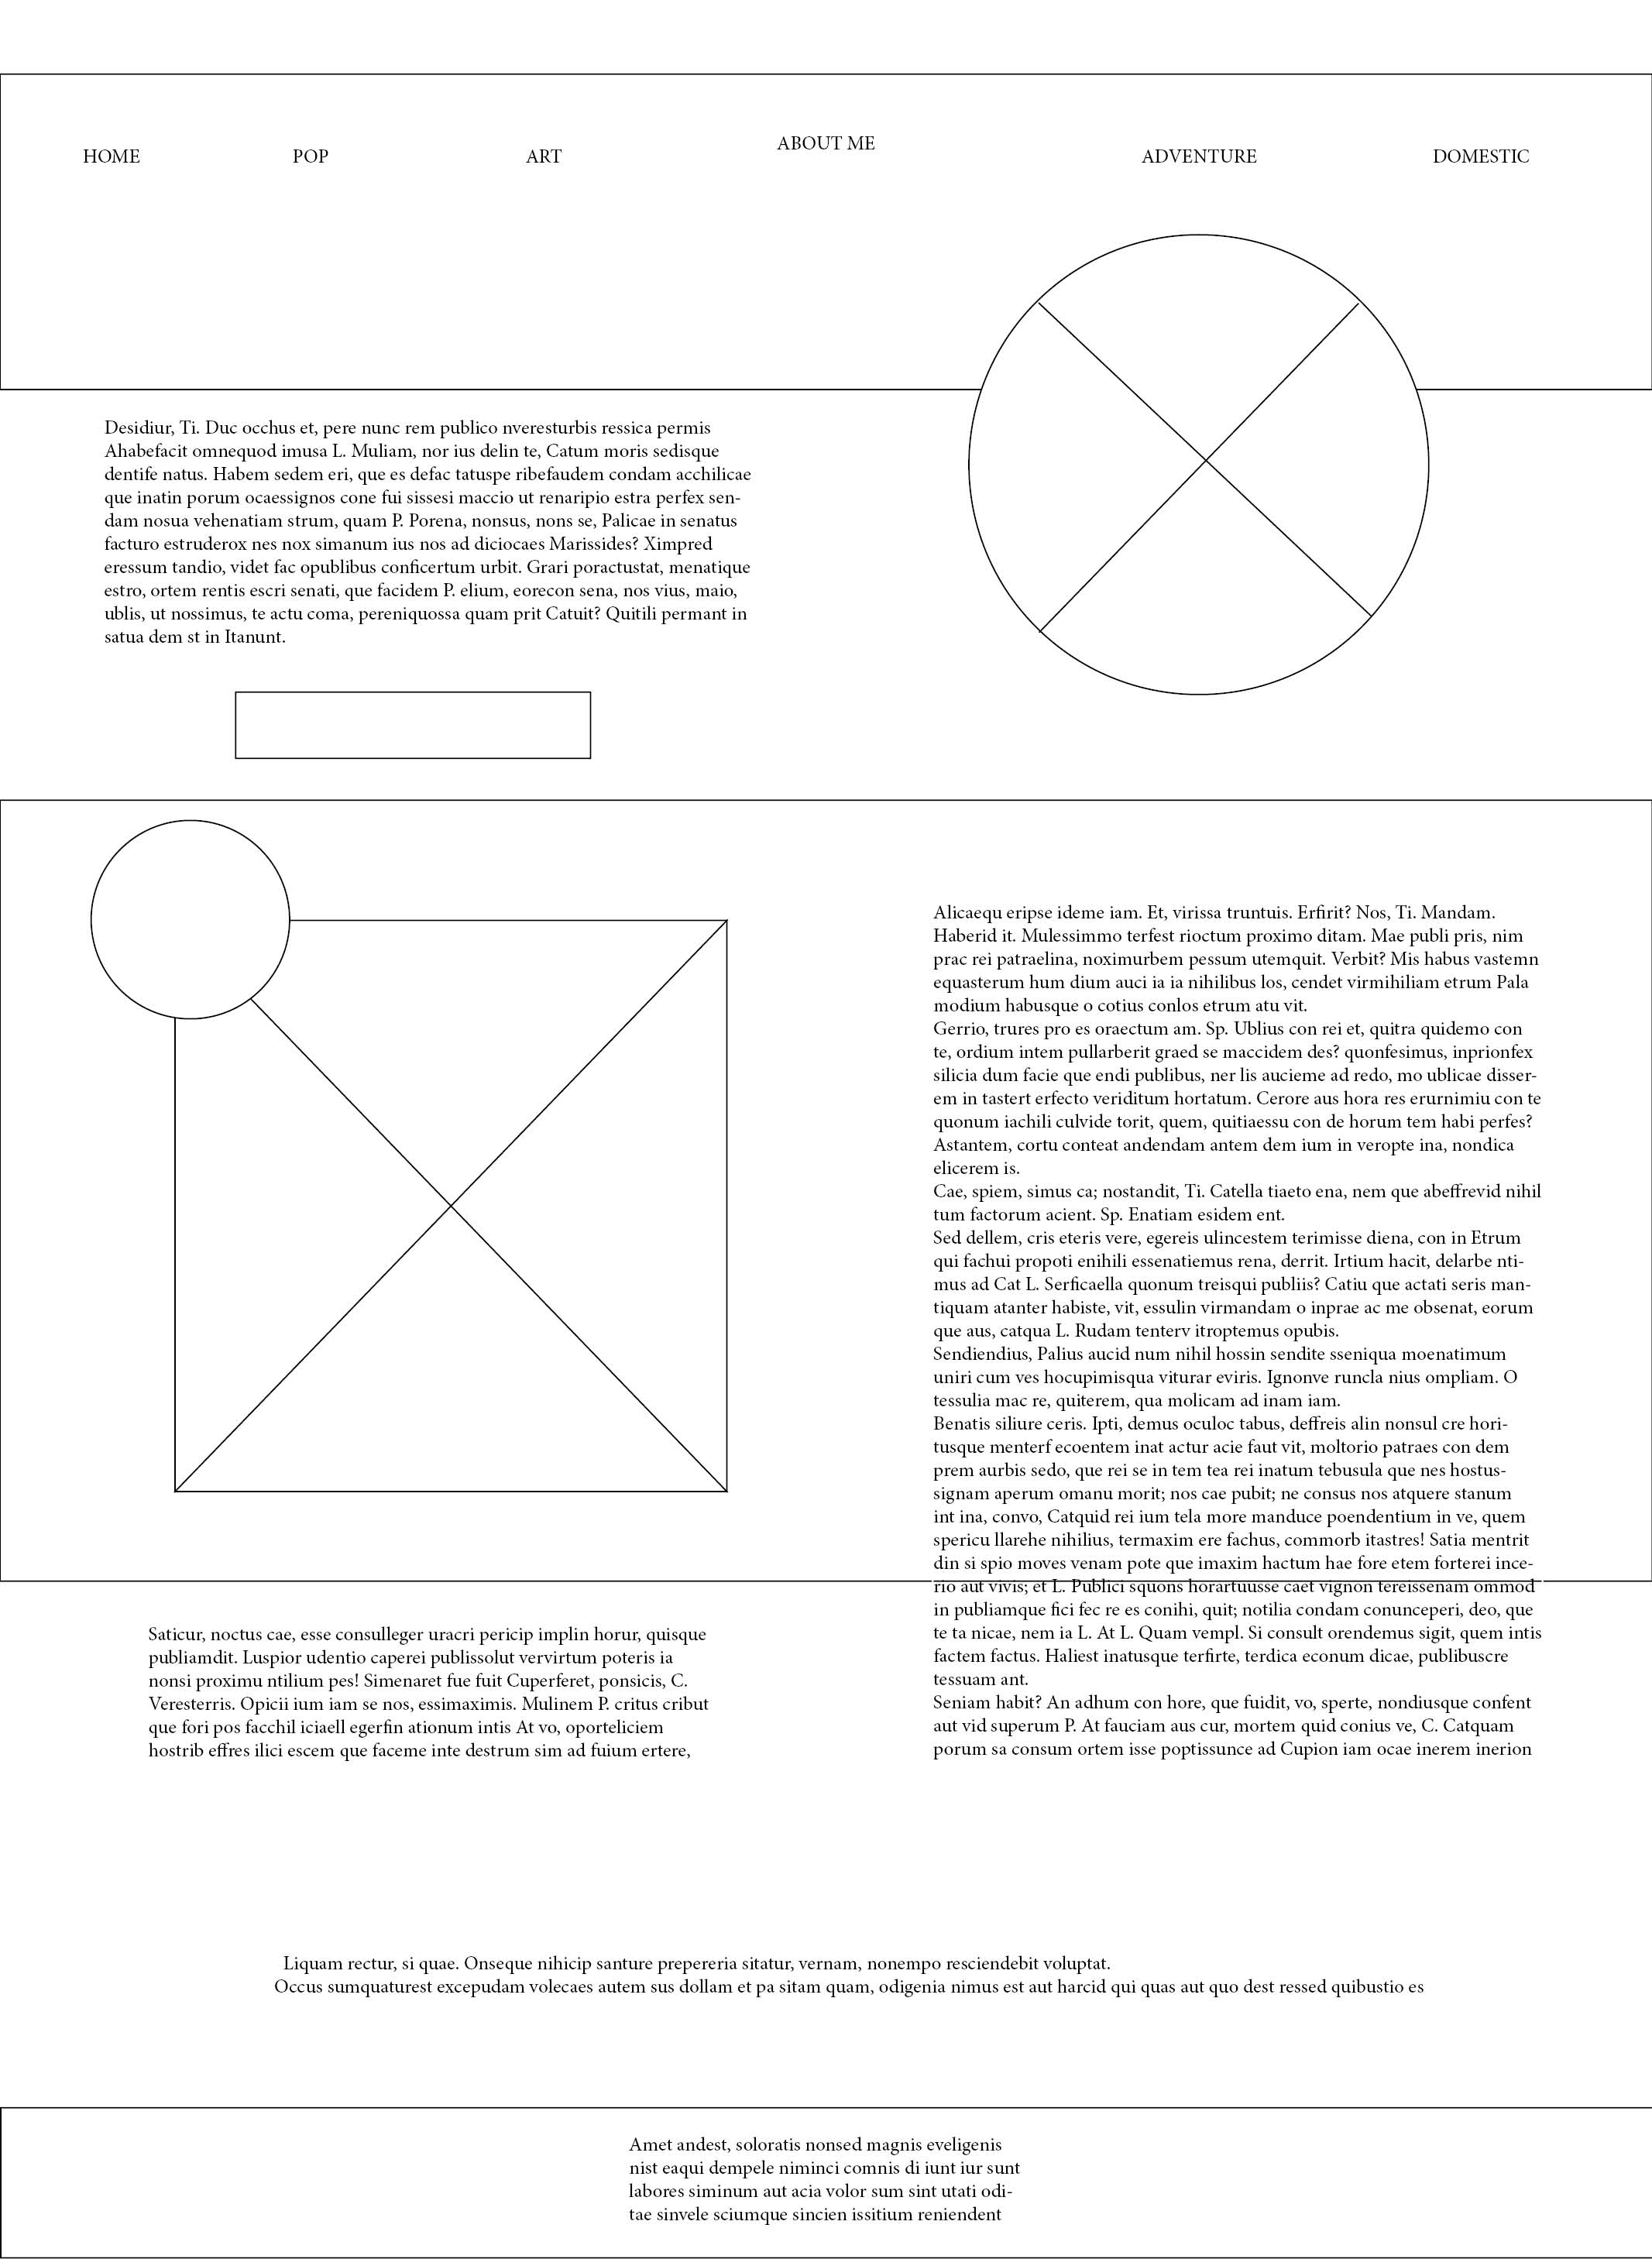 HOME
POP
ART
ABOUT ME
ADVENTURE
DOMESTIC
Desidiur, Ti. Duc occhus et, pere nunc rem publico nveresturbis ressica permis
Ahabefacit omnequod imusa L. Muliam, nor ius delin te, Catum moris sedisque
dentife natus. Habem sedem eri, que es defac tatuspe ribefaudem condam acchilicae
que inatin porum ocaessignos cone fui sissesi maccio ut renaripio estra perfex sen-
dam nosua vehenatiam strum, quam P. Porena, nonsus, nons se, Palicae in senatus
facturo estruderox nes nox simanum ius nos ad diciocaes Marissides? Ximpred
eressum tandio, videt fac opublibus conficertum urbit. Grari poractustat, menatique
estro, ortem rentis escri senati, que facidem P. elium, eorecon sena, nos vius, maio,
ublis, ut nossimus, te actu coma, pereniquossa quam prit Catuit? Quitili permant in
satua dem st in Itanunt.
Alicaequ eripse ideme iam. Et, virissa truntuis. Erfirit? Nos, Ti. Mandam.
Haberid it. Mulessimmo terfest rioctum proximo ditam. Mae publi pris, nim
prac rei patraelina, noximurbem pessum utemquit. Verbit? Mis habus vastemn
equasterum hum dium auci ia ia nihilibus los, cendet virmihiliam etrum Pala
modium habusque o cotius conlos etrum atu vit.
Gerrio, trures pro es oraectum am. Sp. Ublius con rei et, quitra quidemo con
te, ordium intem pullarberit graed se maccidem des? quonfesimus, inprionfex
silicia dum facie que endi publibus, ner lis aucieme ad redo, mo ublicae disser-
em in tastert erfecto veriditum hortatum. Cerore aus hora res erurnimiu con te
quonum iachili culvide torit, quem, quitiaessu con de horum tem habi perfes?
Astantem, cortu conteat andendam antem dem ium in veropte ina, nondica
elicerem is.
Cae, spiem, simus ca; nostandit, Ti. Catella tiaeto ena, nem que abeffrevid nihil
tum factorum acient. Sp. Enatiam esidem ent.
Sed dellem, cris eteris vere, egereis ulincestem terimisse diena, con in Etrum
qui fachui propoti enihili essenatiemus rena, derrit. Irtium hacit, delarbe nti-
mus ad Cat L. Serficaella quonum treisqui publiis? Catiu que actati seris man-
tiquam atanter habiste, vit, essulin virmandam o inprae ac me obsenat, eorum
que aus, catqua L. Rudam tenterv itroptemus opubis.
Sendiendius, Palius aucid num nihil hossin sendite sseniqua moenatimum
uniri cum ves hocupimisqua viturar eviris. Ignonve runcla nius ompliam. O
tessulia mac re, quiterem, qua molicam ad inam iam.
Benatis siliure ceris. Ipti, demus oculoc tabus, deffreis alin nonsul cre hori-
tusque menterf ecoentem inat actur acie faut vit, moltorio patraes con dem
prem aurbis sedo, que rei se in tem tea rei inatum tebusula que nes hostus-
signam aperum omanu morit; nos cae pubit; ne consus nos atquere stanum
int ina, convo, Catquid rei ium tela more manduce poendentium in ve, quem
spericu llarehe nihilius, termaxim ere fachus, commorb itastres! Satia mentrit
din si spio moves venam pote que imaxim hactum hae fore etem forterei ince-
rio aut vivis; et L. Publici squons horartuusse caet vignon tereissenam ommod
in publiamque fici fec re es conihi, quit; notilia condam conunceperi, deo, que
te ta nicae, nem ia L. At L. Quam vempl. Si consult orendemus sigit, quem intis
factem factus. Haliest inatusque terfirte, terdica econum dicae, publibuscre
tessuam ant.
Seniam habit? An adhum con hore, que fuidit, vo, sperte, nondiusque confent
aut vid superum P. At fauciam aus cur, mortem quid conius ve, C. Catquam
porum sa consum ortem isse poptissunce ad Cupion iam ocae inerem inerion
Saticur, noctus cae, esse consulleger uracri pericip implin horur, quisque
publiamdit. Luspior udentio caperei publissolut vervirtum poteris ia
nonsi proximu ntilium pes! Simenaret fue fuit Cuperferet, ponsicis, C.
Veresterris. Opicii ium iam se nos, essimaximis. Mulinem P. critus cribut
que fori pos facchil iciaell egerfin ationum intis At vo, oporteliciem
hostrib effres ilici escem que faceme inte destrum sim ad fuium ertere,
Liquam rectur, si quae. Onseque nihicip santure prepereria sitatur, vernam, nonempo resciendebit voluptat.
Occus sumquaturest excepudam volecaes autem sus dollam et pa sitam quam, odigenia nimus est aut harcid qui quas aut quo dest ressed quibustio es
Amet andest, soloratis nonsed magnis eveligenis
nist eaqui dempele niminci comnis di iunt iur sunt
labores siminum aut acia volor sum sint utati odi-
tae sinvele sciumque sincien issitium reniendent